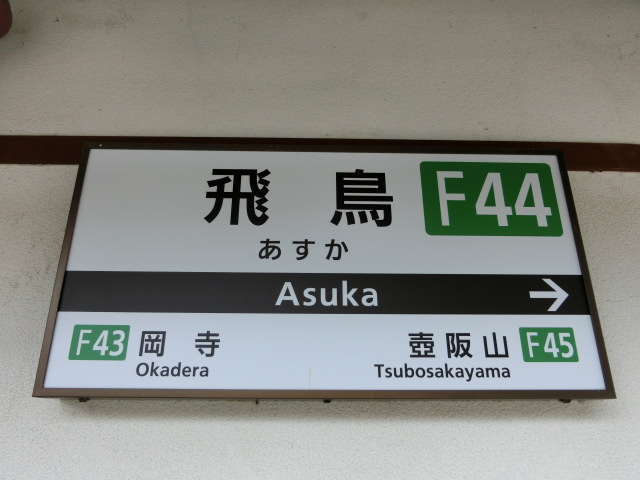 飛鳥 F44
あすか
Asuka →
F43 岡寺 壺阪山 F45
Okadera Tsubosakayama